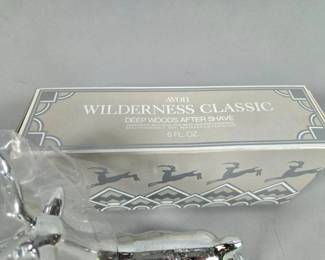 AVON
WILDERNESS CLASSIC
DEEP WOODS AFTER SHAVE
6 FL. OZ.